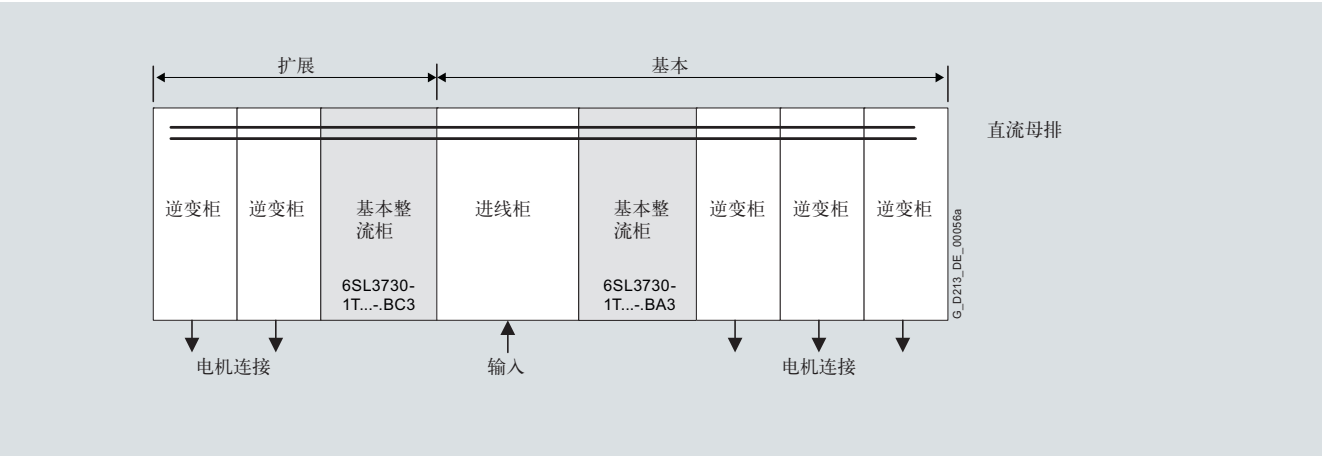 扩展
基本
直流母排
逆变柜
逆变柜
基本整
流柜
进线柜
基本整
流柜
逆变柜
逆变柜
逆变柜
6SL3730-
1T...-.BC3
6SL3730-
1T...-.BA3
G_D213_DE_00056a
电机连接
输入
电机连接